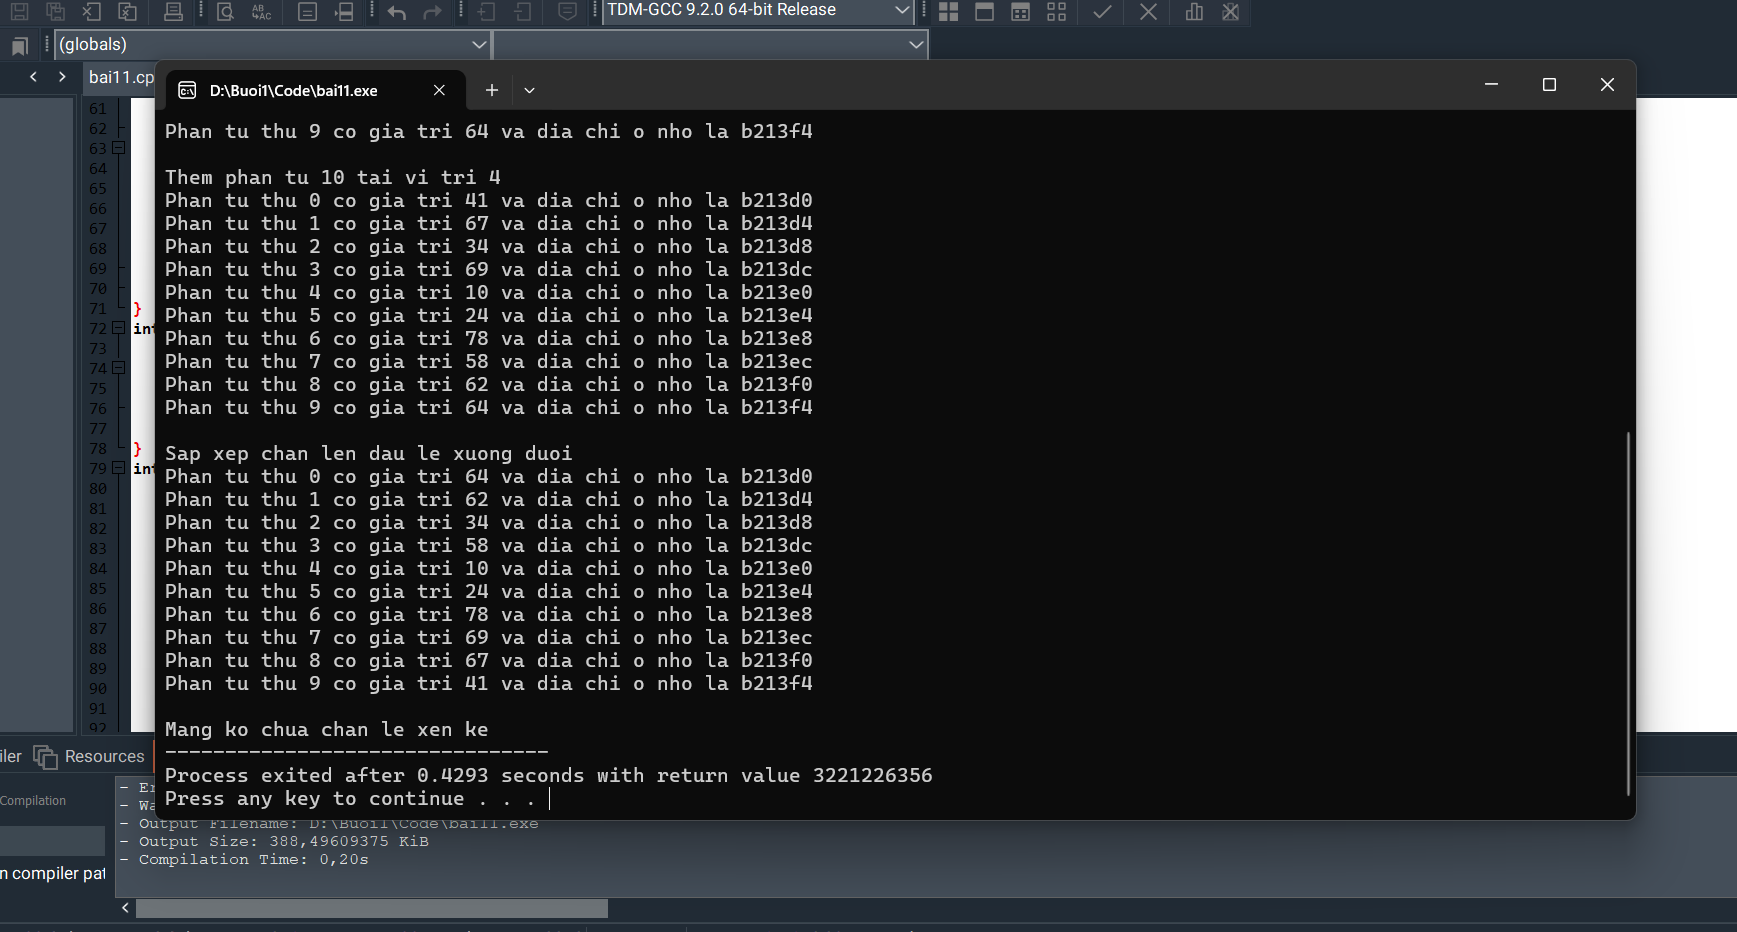 TDM-GCC 9.2.0 64-bit Release
(globals)
bai11.cp
D:\Buoi1\Code\bai11.exe
61
62
63
64
65
66
67
68
69
70
71 }
72 int
73
74
75
76
77
78 }
79 int
80
81
82
83
84
85
86
87
88
89
90
91
92
Phan tu thu 9 co gia tri 64 va dia chi o nho la b213f4
Them phan tu 10 tai vi tri 4
Phan tu thu 0 co gia tri 41 va dia chi o nho la b213d0
Phan tu thu 1 co gia tri 67 va dia chi o nho la b213d4
Phan tu thu 2 co gia tri 34 va dia chi o nho la b213d8
Phan tu thu 3 co gia tri 69 va dia chi o nho la b213dc
Phan tu thu 4 co gia tri 10 va dia chi o nho la b213e0
Phan tu thu 5 co gia tri 24 va dia chi o nho la b213e4
Phan tu thu 6 co gia tri 78 va dia chi o nho la b213e8
Phan tu thu 7 co gia tri 58 va dia chi o nho la b213ec
Phan tu thu 8 co gia tri 62 va dia chi o nho la b213f0
Phan tu thu 9 co gia tri 64 va dia chi o nho la b213f4
Sap xep chan len dau le xuong duoi
Phan tu thu 0 co gia tri 64 va dia chi o nho la b213d0
Phan tu thu 1 co gia tri 62 va dia chi o nho la b213d4
Phan tu thu 2 co gia tri 34 va dia chi o nho la b213d8
Phan tu thu 3 co gia tri 58 va dia chi o nho la b213dc
Phan tu thu 4 co gia tri 10 va dia chi o nho la b213e0
Phan tu thu 5 co gia tri 24 va dia chi o nho la b213e4
Phan tu thu 6 co gia tri 78 va dia chi o nho la b213e8
Phan tu thu 7 co gia tri 69 va dia chi o nho la b213ec
Phan tu thu 8 co gia tri 67 va dia chi o nho la b213f0
Phan tu thu 9 co gia tri 41 va dia chi o nho la b213f4
Mang ko chua chan le xen ke
--------------------------------
Process exited after 0.4293 seconds with return value 3221226356
Press any key to continue . . .
iler Resources
Compilation
n compiler pat
- Er
- Wa
- Output Filename: D:\Buoi1\Code\bai11.exe
- Output Size: 388,49609375 KiB
- Compilation Time: 0,20s